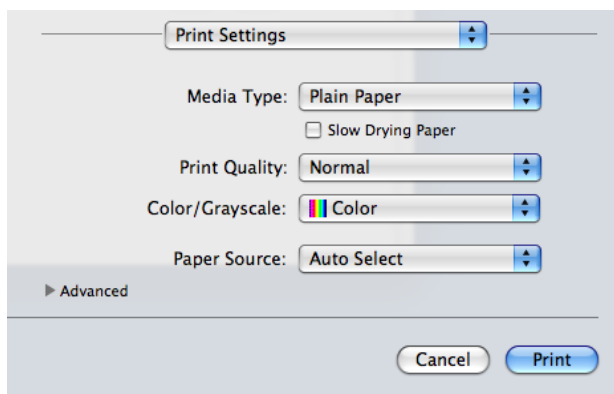 Print Settings
Media Type: Plain Paper
Slow Drying Paper
Print Quality: Normal
Color/Grayscale: Color
Paper Source: Auto Select
Advanced
Cancel Print